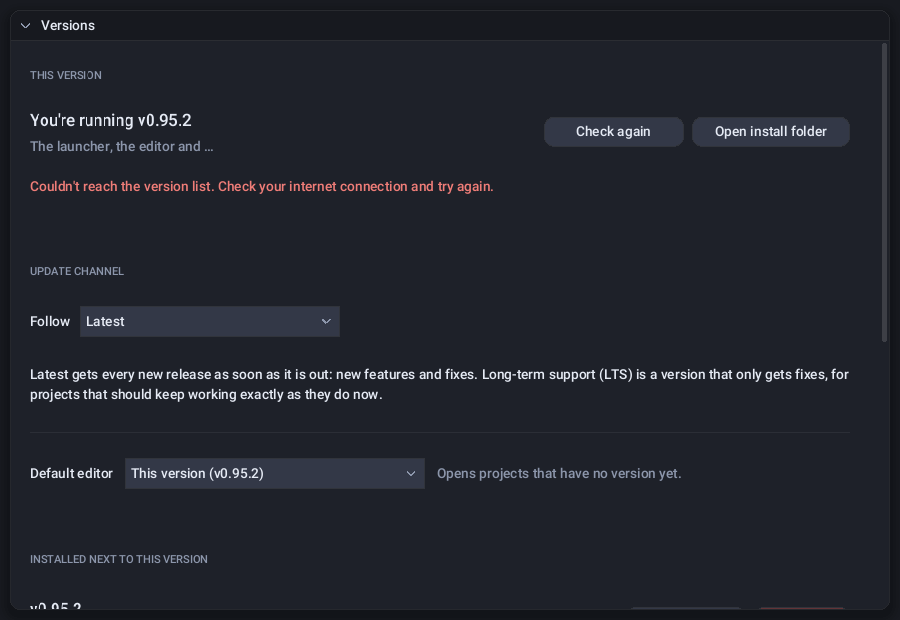 Versions
THIS VERSION
You're running v0.95.2
The launcher, the editor and ...
Check again
Open install folder
Couldn't reach the version list. Check your internet connection and try again.
UPDATE CHANNEL
Follow
Latest
Latest gets every new release as soon as it is out: new features and fixes. Long-term support (LTS) is a version that only gets fixes, for
projects that should keep working exactly as they do now.
Default editor
This version (v0.95.2)
Opens projects that have no version yet.
INSTALLED NEXT TO THIS VERSION
v0.95.2